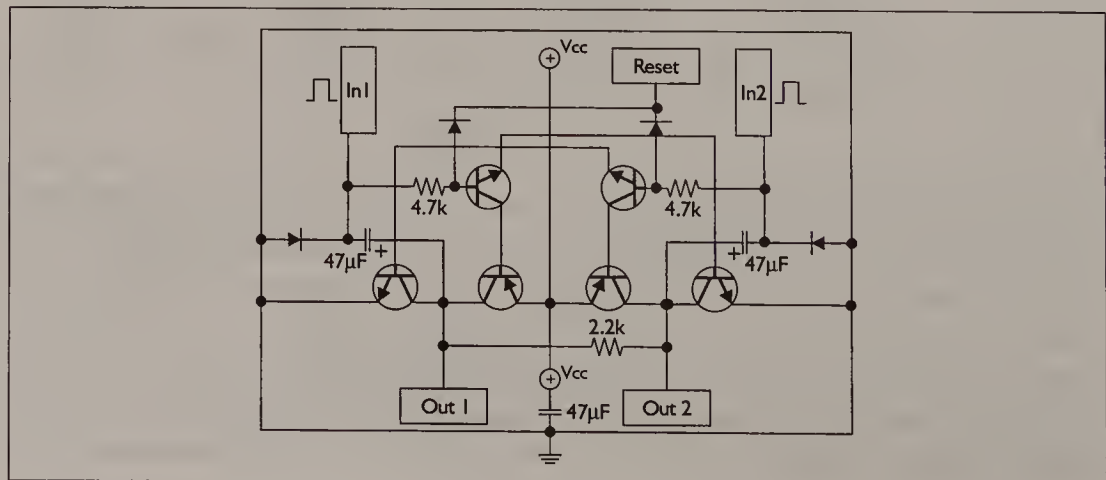 Vcc
Reset
In1
In2
4.7k
4.7k
47μF
+
+
47μF
2.2k
Vcc
Out 1
47μF
Out 2